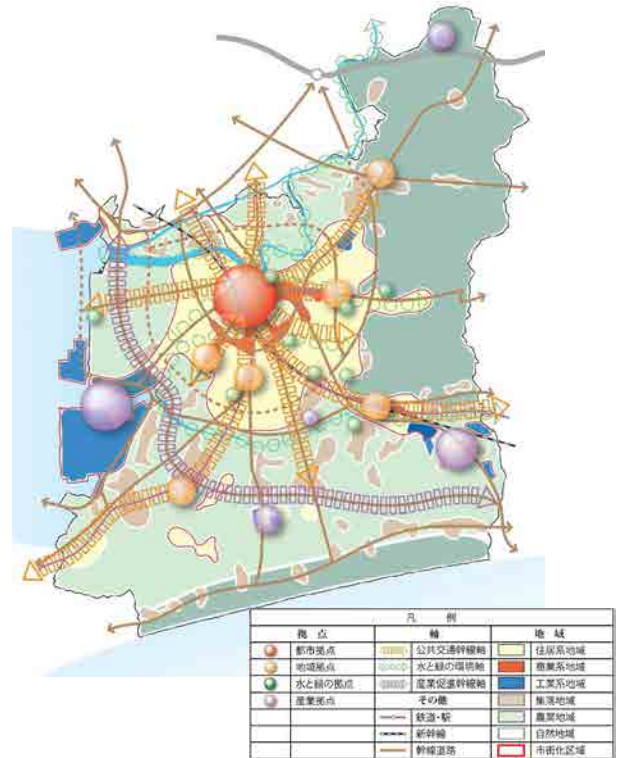 凡 例
拠 点 軸 地 域
都市拠点 公共交通幹線軸 住居系地域
地域拠点 水と緑の環境軸 商業系地域
水と緑の拠点 産業促進幹線軸 工業系地域
産業拠点 その他 集落地域
鉄道・駅 農業地域
新幹線 自然地域
幹線道路 市街化区域